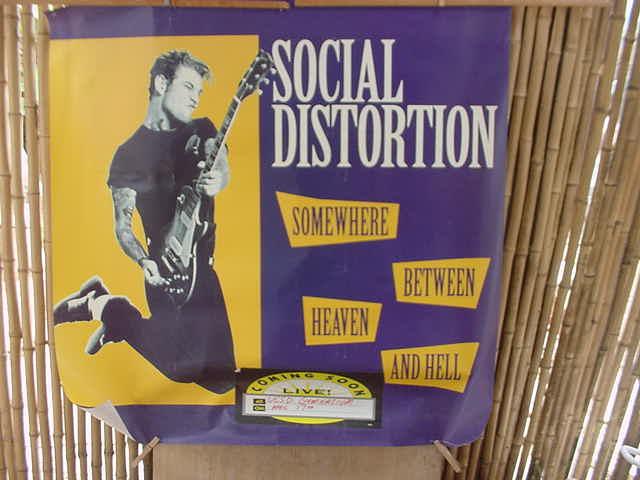 SOCIAL
DISTORTION
SOMEWHERE
BETWEEN
HEAVEN
AND HELL
COMING SOON
LIVE!